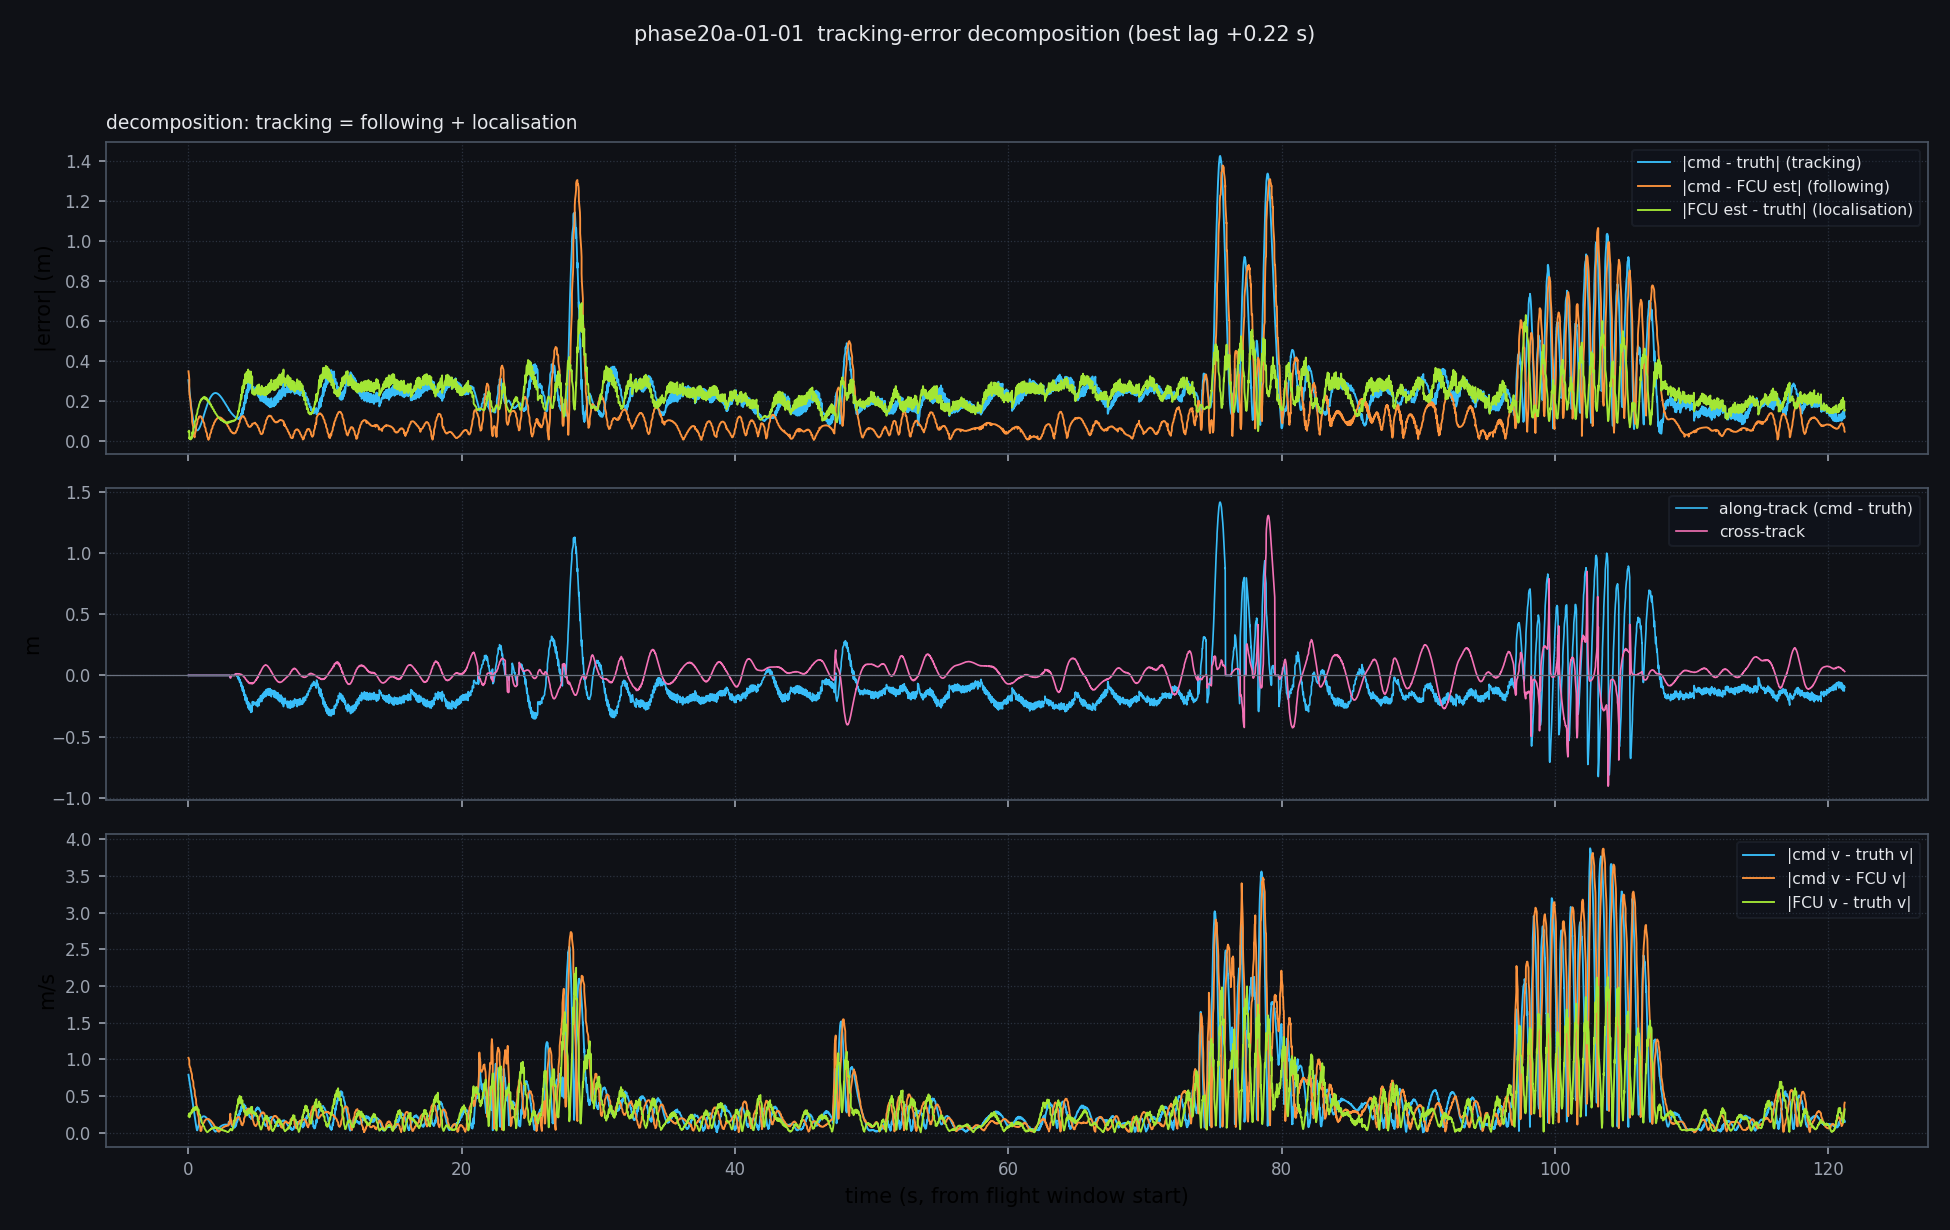 phase20a-01-01  tracking-error decomposition (best lag +0.22 s)
decomposition: tracking = following + localisation
|error| (m)
1.4
1.2
1.0
0.8
0.6
0.4
0.2
0.0
|cmd - truth| (tracking)
|cmd - FCU est| (following)
|FCU est - truth| (localisation)
m
1.5
1.0
0.5
0.0
−0.5
−1.0
along-track (cmd - truth)
cross-track
m/s
4.0
3.5
3.0
2.5
2.0
1.5
1.0
0.5
0.0
|cmd v - truth v|
|cmd v - FCU v|
|FCU v - truth v|
0 20 40 60 80 100 120
time (s, from flight window start)